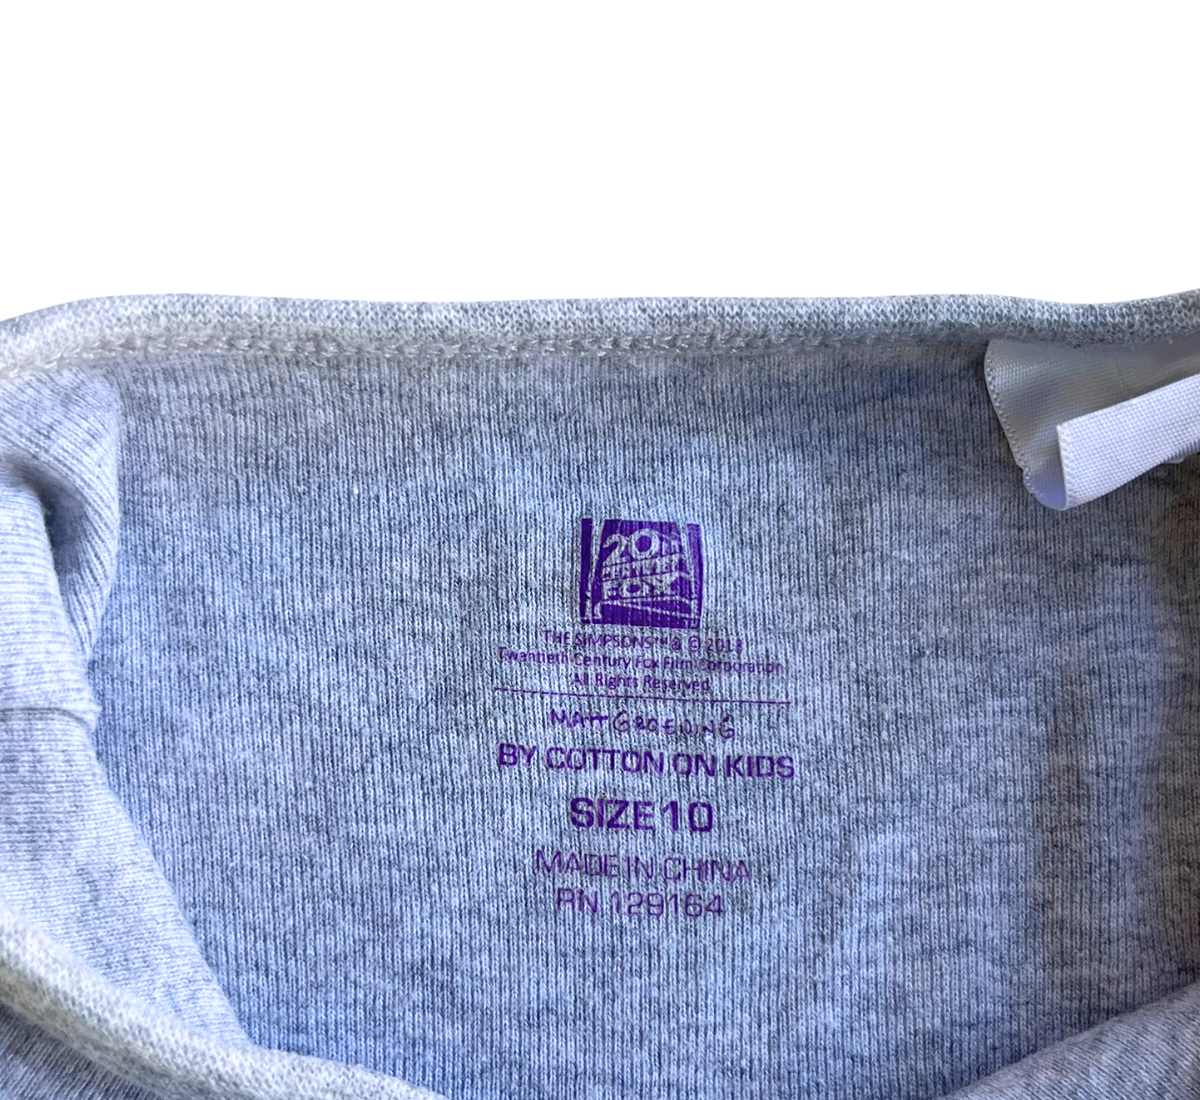 20th
CENTURY
FOX
THE SIMPSONS™ & © 2018
Twentieth Century Fox Film Corporation
All Rights Reserved.
MATT GROENING
BY COTTON ON KIDS
SIZE 10
MADE IN CHINA
RN 129164